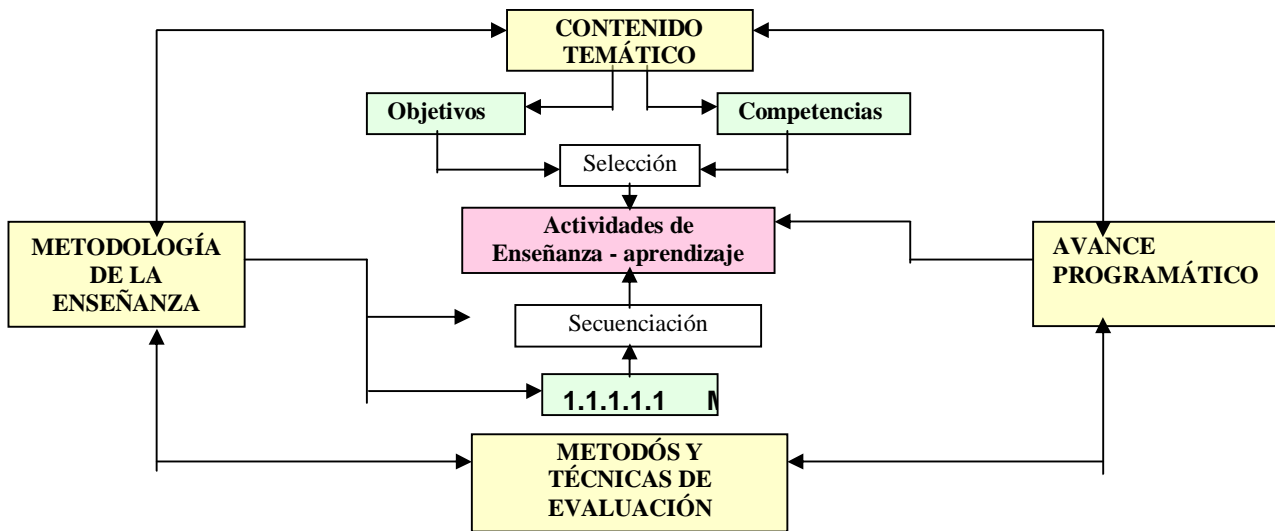 CONTENIDO
TEMÁTICO
Objetivos
Competencias
Selección
Actividades de
Enseñanza - aprendizaje
METODOLOGÍA
DE LA
ENSEÑANZA
AVANCE
PROGRAMÁTICO
Secuenciación
1.1.1.1.1
METODÓS Y
TÉCNICAS DE
EVALUACIÓN